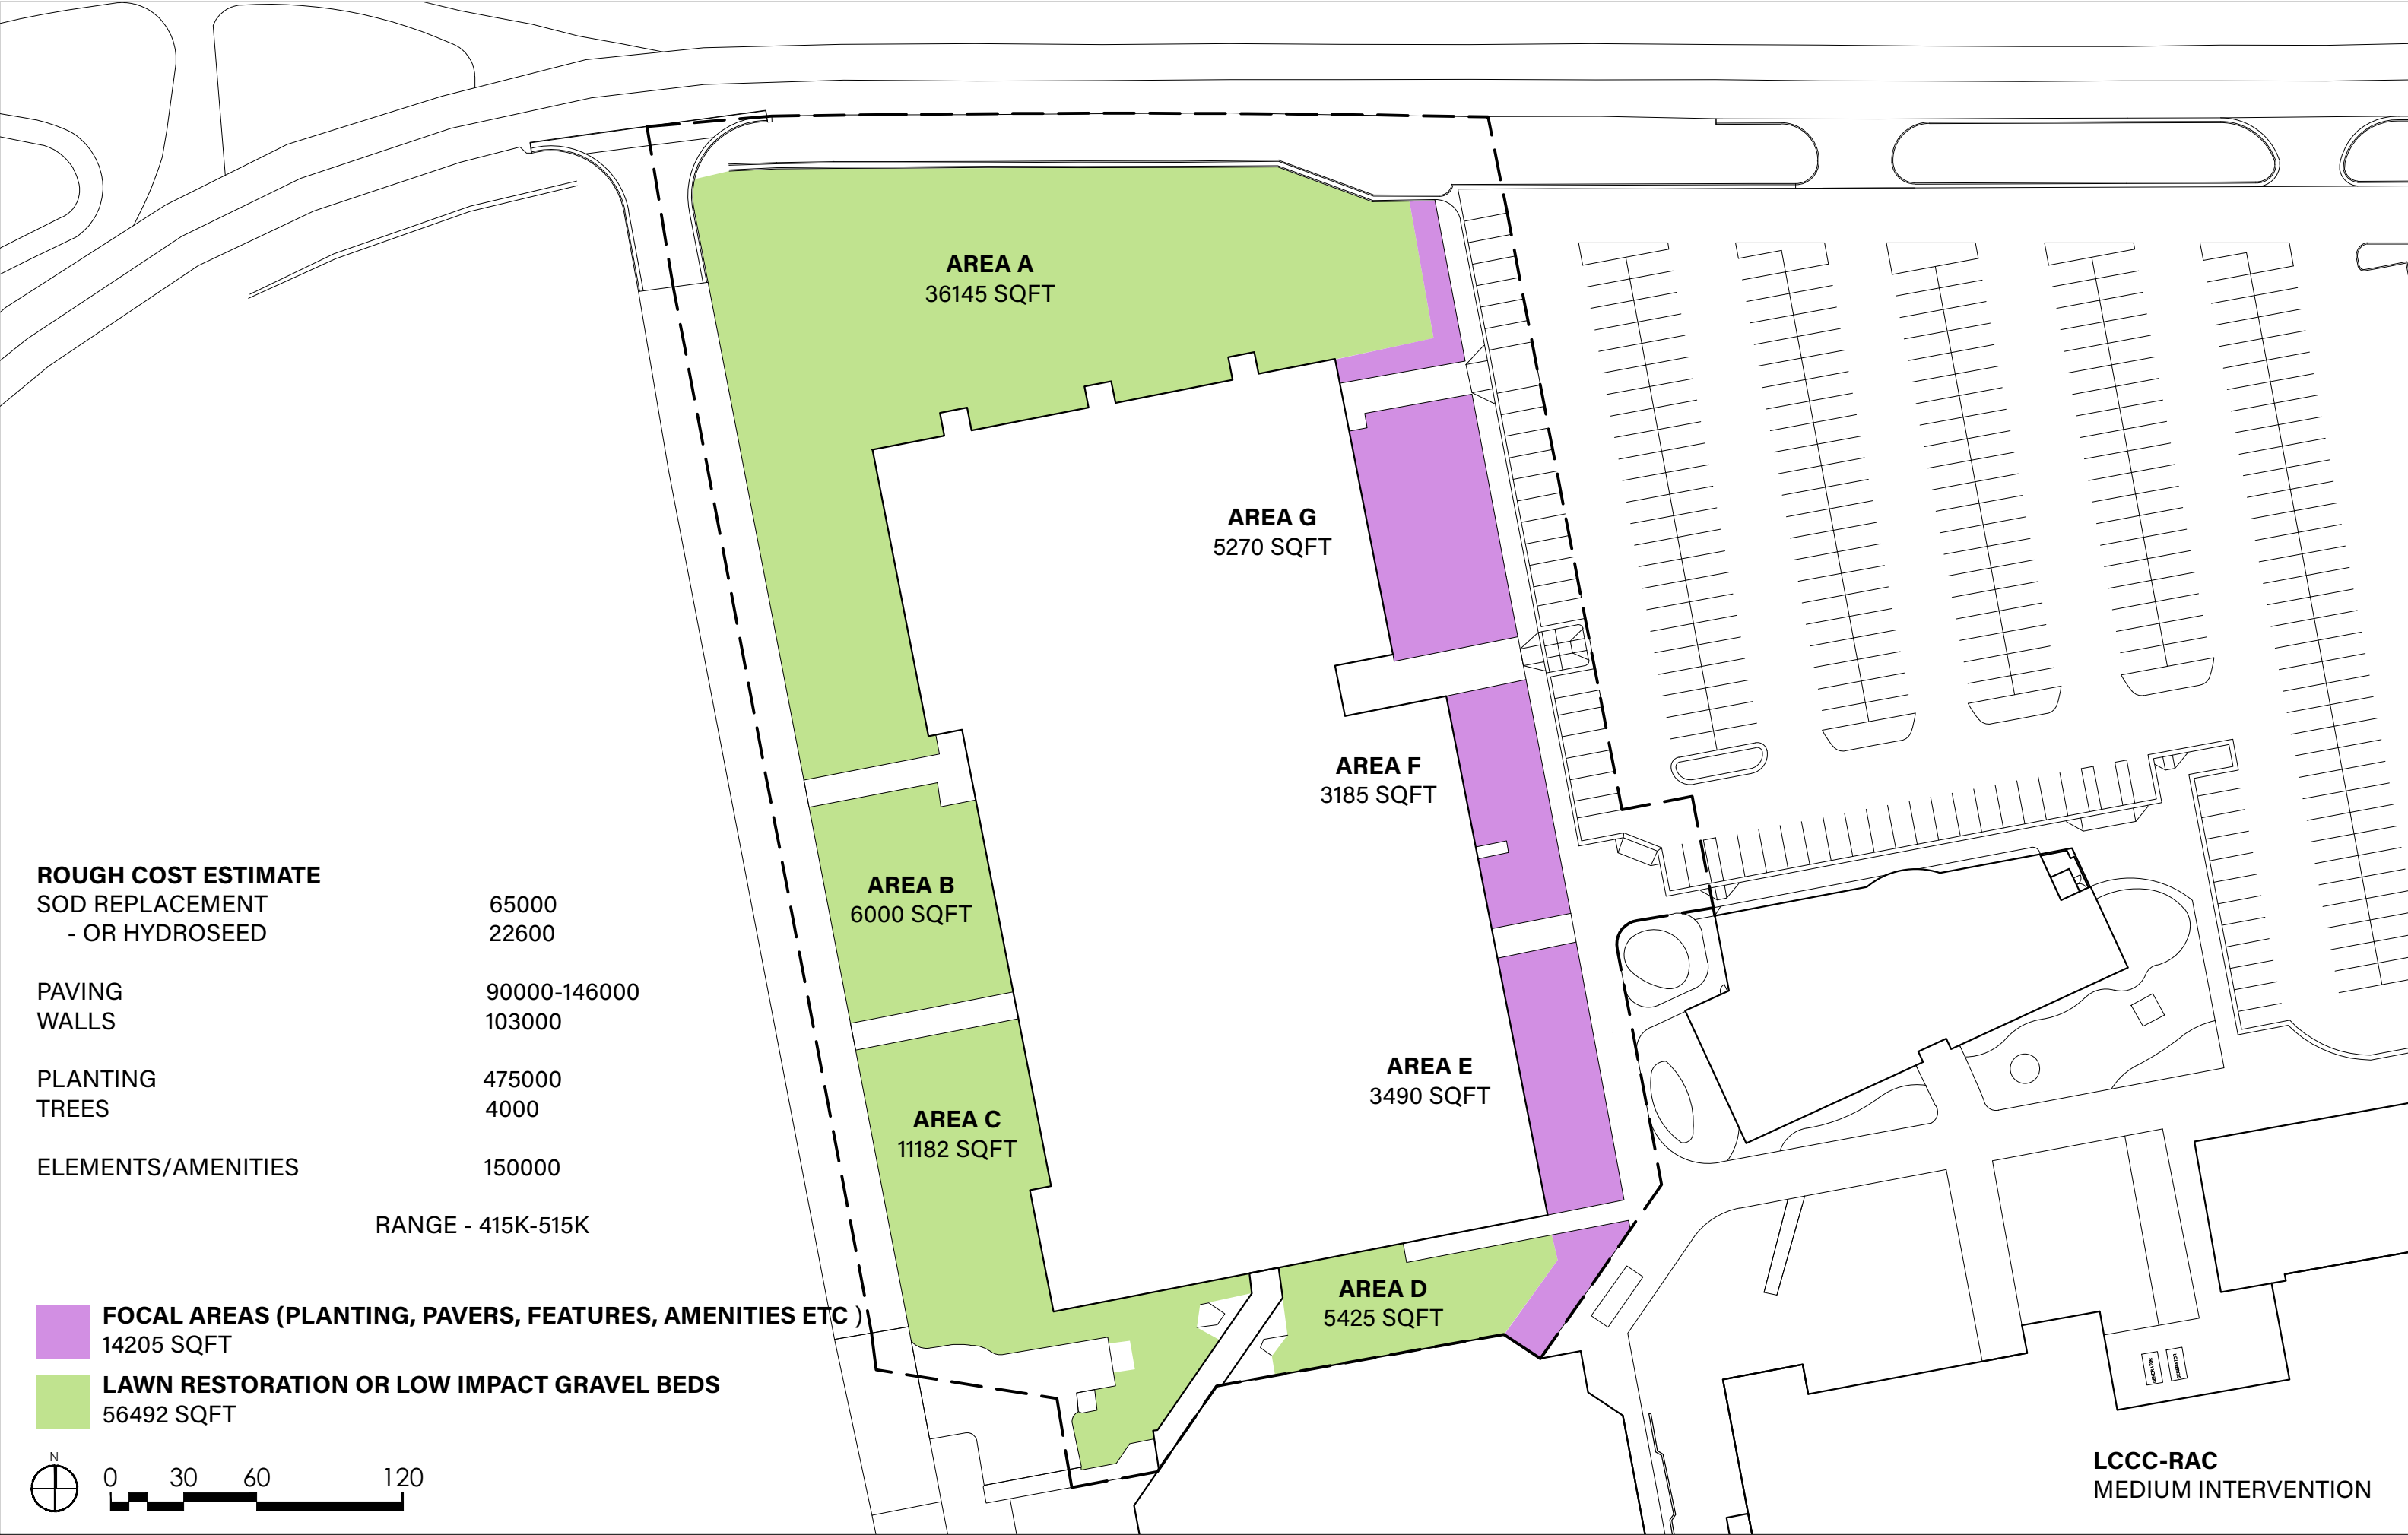 AREA A
36145 SQFT
AREA G
5270 SQFT
AREA F
3185 SQFT
AREA B
6000 SQFT
AREA E
3490 SQFT
AREA C
11182 SQFT
AREA D
5425 SQFT
ROUGH COST ESTIMATE
SOD REPLACEMENT 65000
- OR HYDROSEED 22600
PAVING 90000-146000
WALLS 103000
PLANTING 475000
TREES 4000
ELEMENTS/AMENITIES 150000
RANGE - 415K-515K
FOCAL AREAS (PLANTING, PAVERS, FEATURES, AMENITIES ETC )
14205 SQFT
LAWN RESTORATION OR LOW IMPACT GRAVEL BEDS
56492 SQFT
N
0 30 60 120
GENERATOR
GENERATOR
LCCC-RAC
MEDIUM INTERVENTION